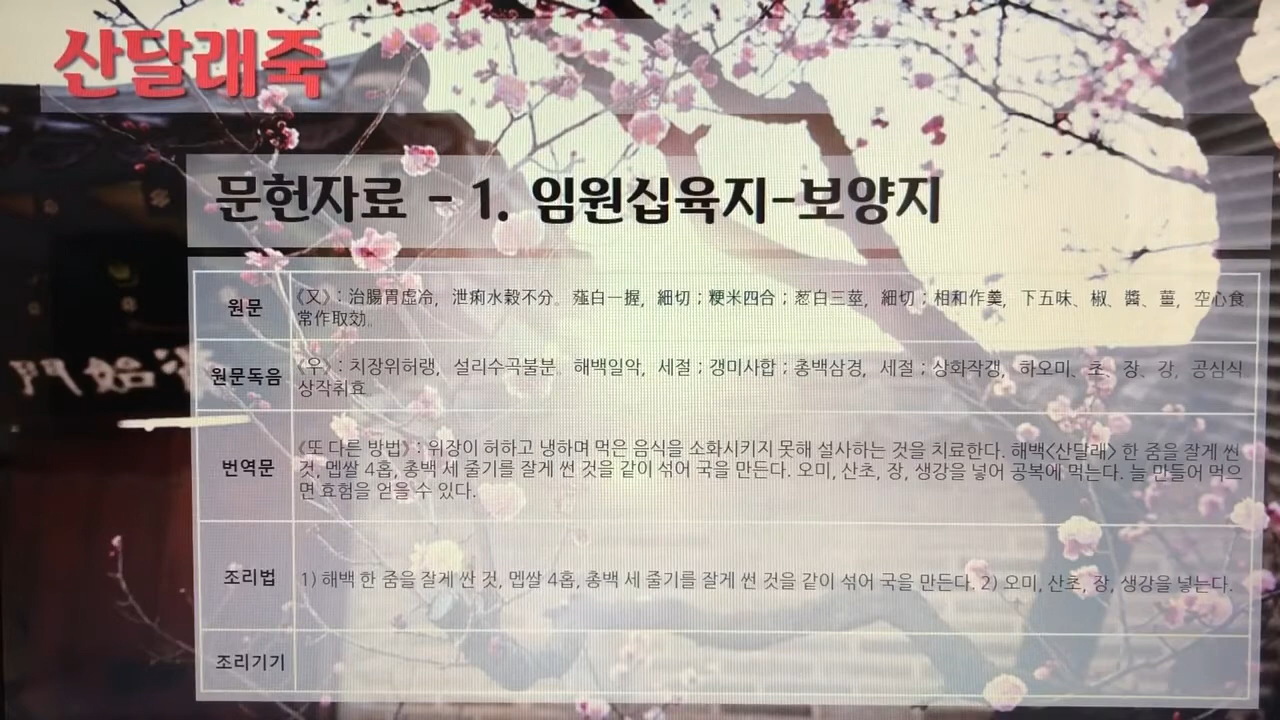 산달래죽
문헌자료 - 1. 임원십육지-보양지
원문
《又》: 治腸胃虛冷, 泄痢水穀不分. 薤白一握, 細切; 粳米四合; 葱白三莖, 細切; 相和作羹, 下五味、椒、醬、薑, 空心食
常作取効.
원문독음
《우》: 치장위허랭, 설리수곡불분. 해백일악, 세절; 갱미사합; 총백삼경, 세절; 상화작갱, 하오미、초、장、강, 공심식
상작취효.
번역문
《또 다른 방법》: 위장이 허하고 냉하며 먹은 음식을 소화시키지 못해 설사하는 것을 치료한다. 해백<산달래> 한 줌을 잘게 썬
것, 멥쌀 4홉, 총백 세 줄기를 잘게 썬 것을 같이 섞어 국을 만든다. 오미, 산초, 장, 생강을 넣어 공복에 먹는다. 늘 만들어 먹으
면 효험을 얻을 수 있다.
조리법
1) 해백 한 줌을 잘게 싼 것, 멥쌀 4홉, 총백 세 줄기를 잘게 썬 것을 같이 섞어 국을 만든다. 2) 오미, 산초, 장, 생강을 넣는다.
조리기기